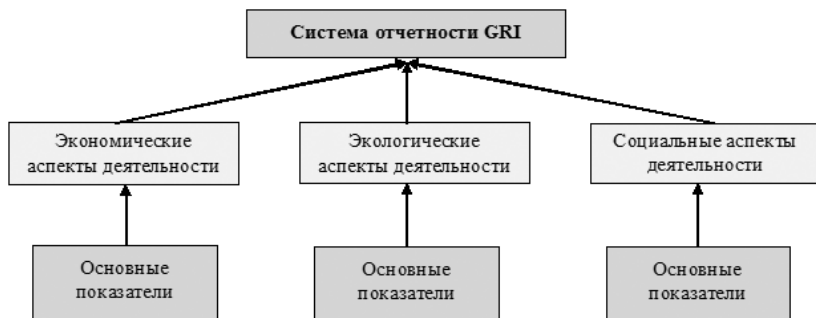 Система отчетности GRI
Экономические
аспекты деятельности
Экологические
аспекты деятельности
Социальные аспекты
деятельности
Основные
показатели
Основные
показатели
Основные
показатели